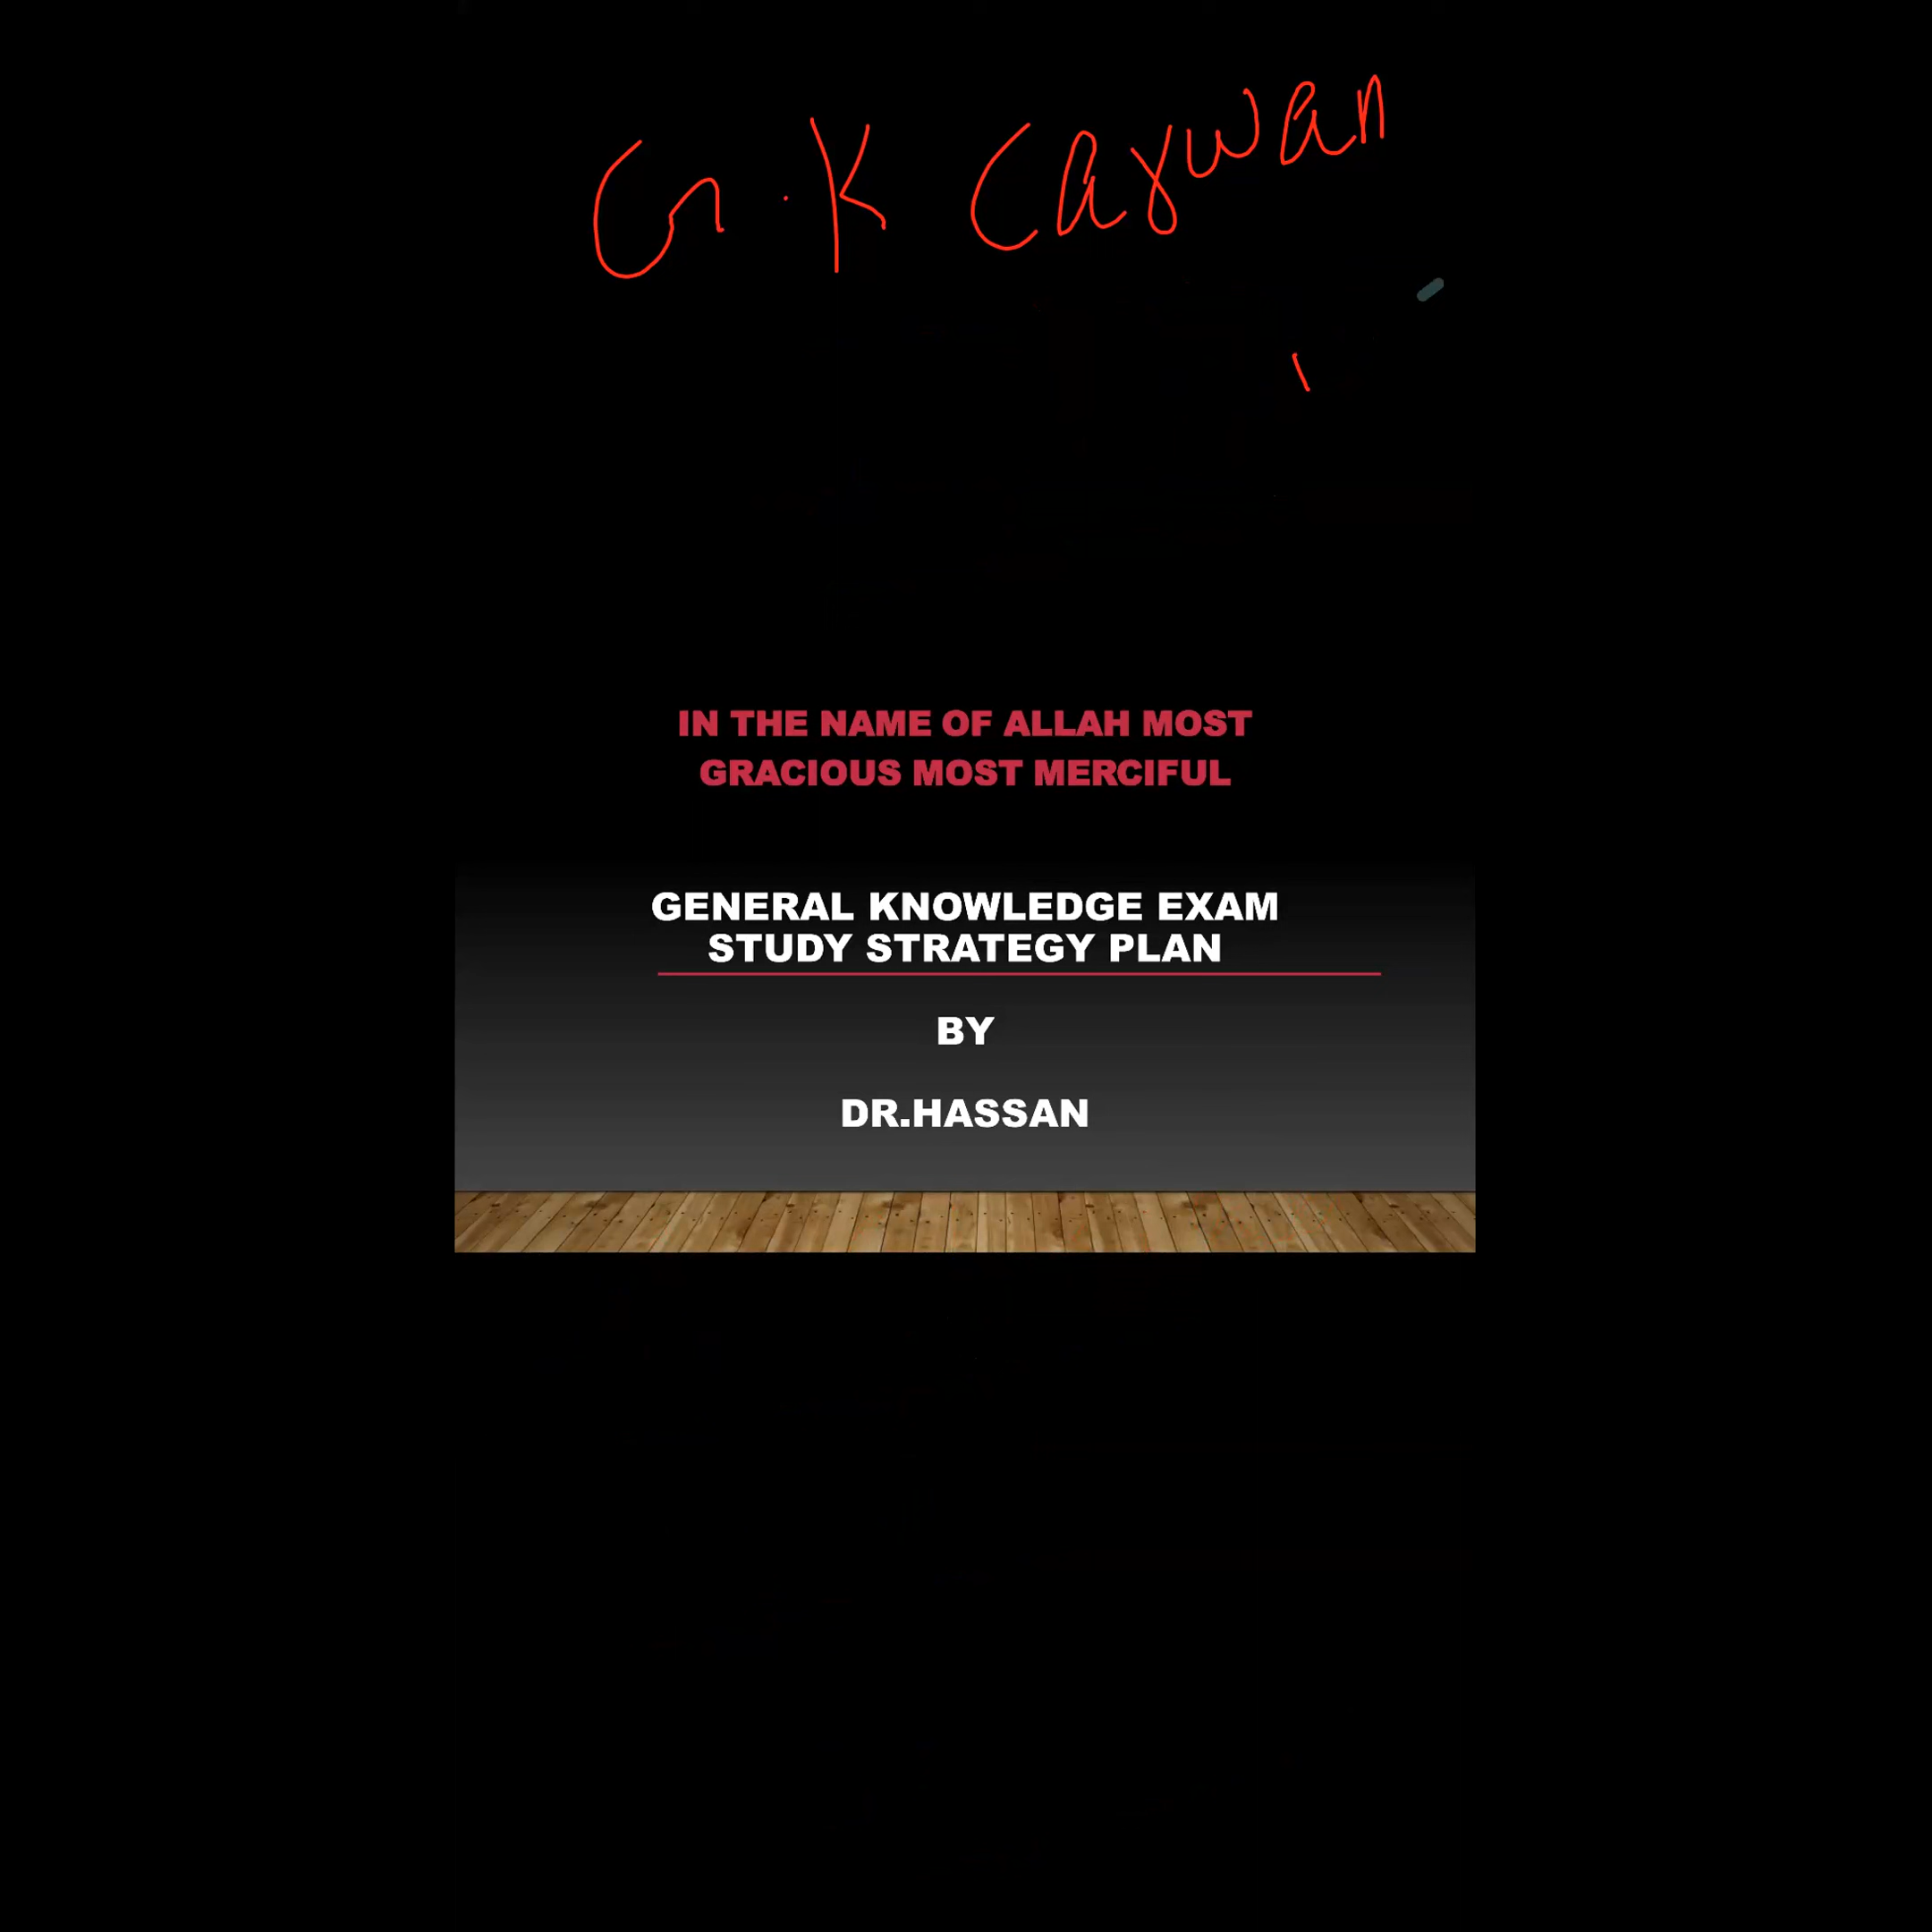 G.K Caywan
IN THE NAME OF ALLAH MOST
GRACIOUS MOST MERCIFUL
GENERAL KNOWLEDGE EXAM
STUDY STRATEGY PLAN
BY
DR.HASSAN